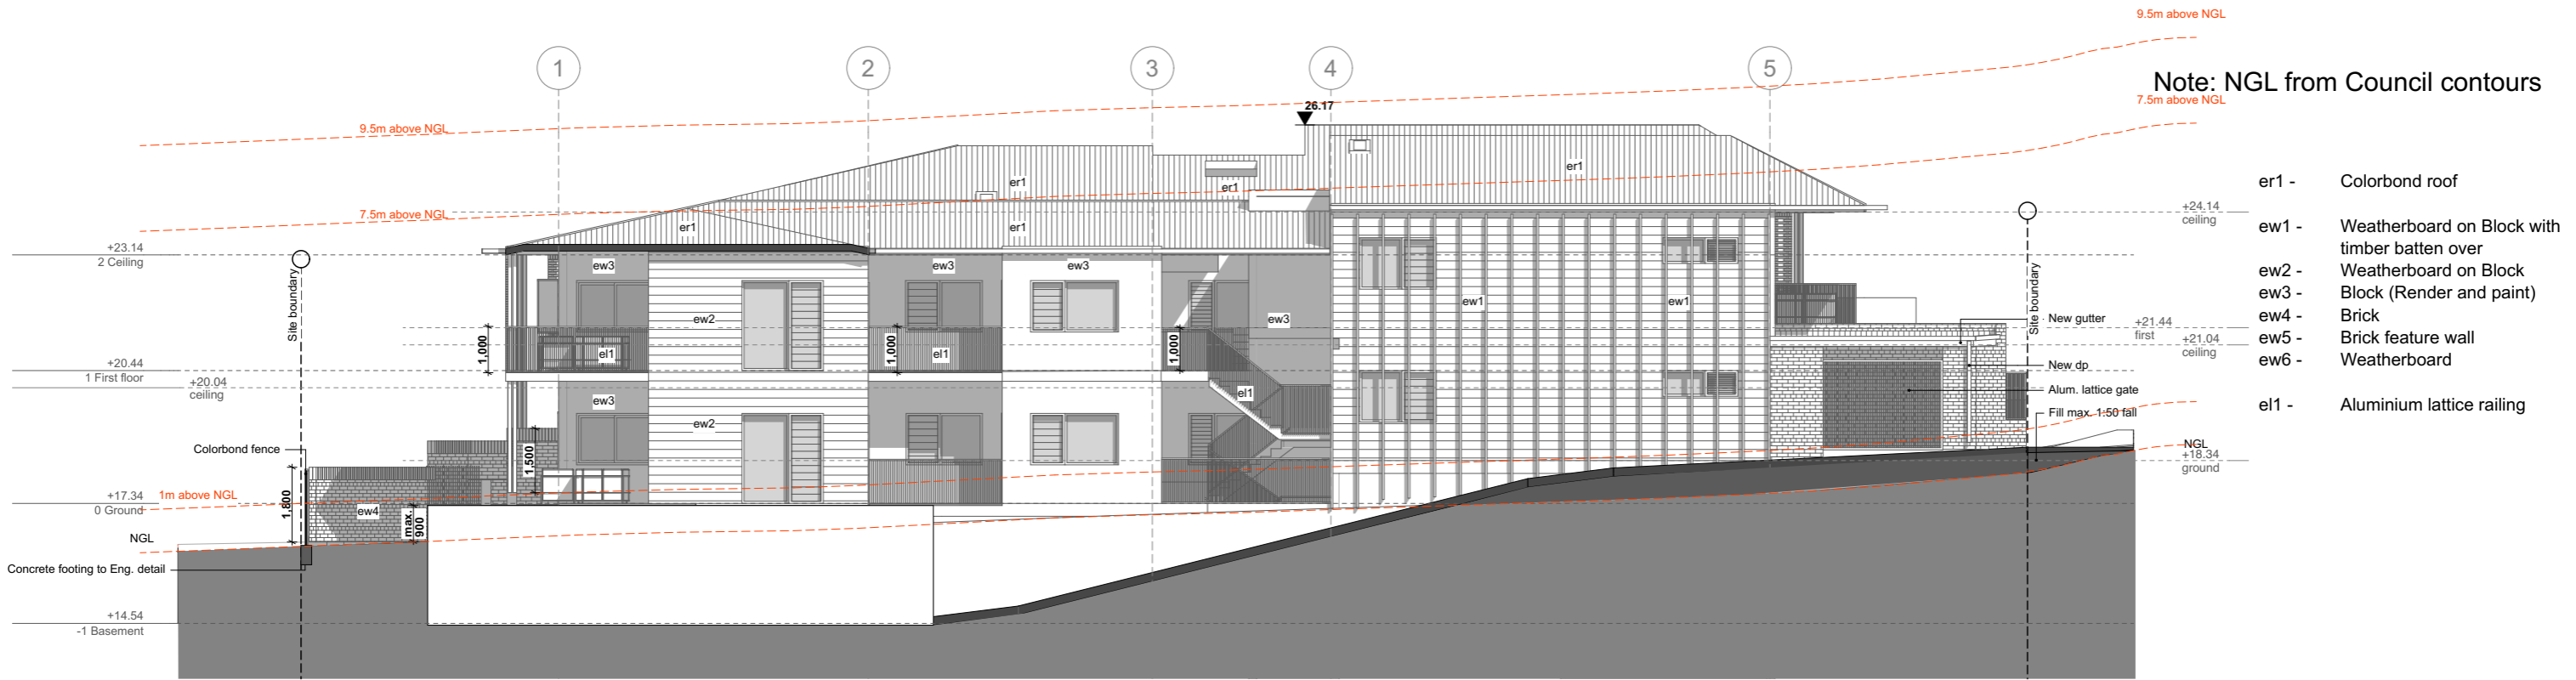 9.5m above NGL
1
2
3
4
5
Note: NGL from Council contours
7.5m above NGL
26.17
9.5m above NGL
er1
er1
er1
er1
er1
7.5m above NGL
er1 - Colorbond roof
+24.14
ceiling
ew1 - Weatherboard on Block with
timber batten over
+23.14
2 Ceiling
Site boundary
ew3
ew3
ew3
ew2 - Weatherboard on Block
ew3 - Block (Render and paint)
ew1
ew1
ew2
ew3
Site boundary
New gutter
+21.44
first
ew4 - Brick
+21.04
ceiling
ew5 - Brick feature wall
1,000
el1
1,000
el1
1,000
ew6 - Weatherboard
+20.44
1 First floor
New dp
+20.04
ceiling
Alum. lattice gate
el1
ew3
el1 - Aluminium lattice railing
Fill max. 1:50 fall
ew2
Colorbond fence
NGL
+18.34
ground
1,500
1m above NGL
+17.34
0 Ground
1,800
ew4
max.
900
NGL
Concrete footing to Eng. detail
+14.54
-1 Basement